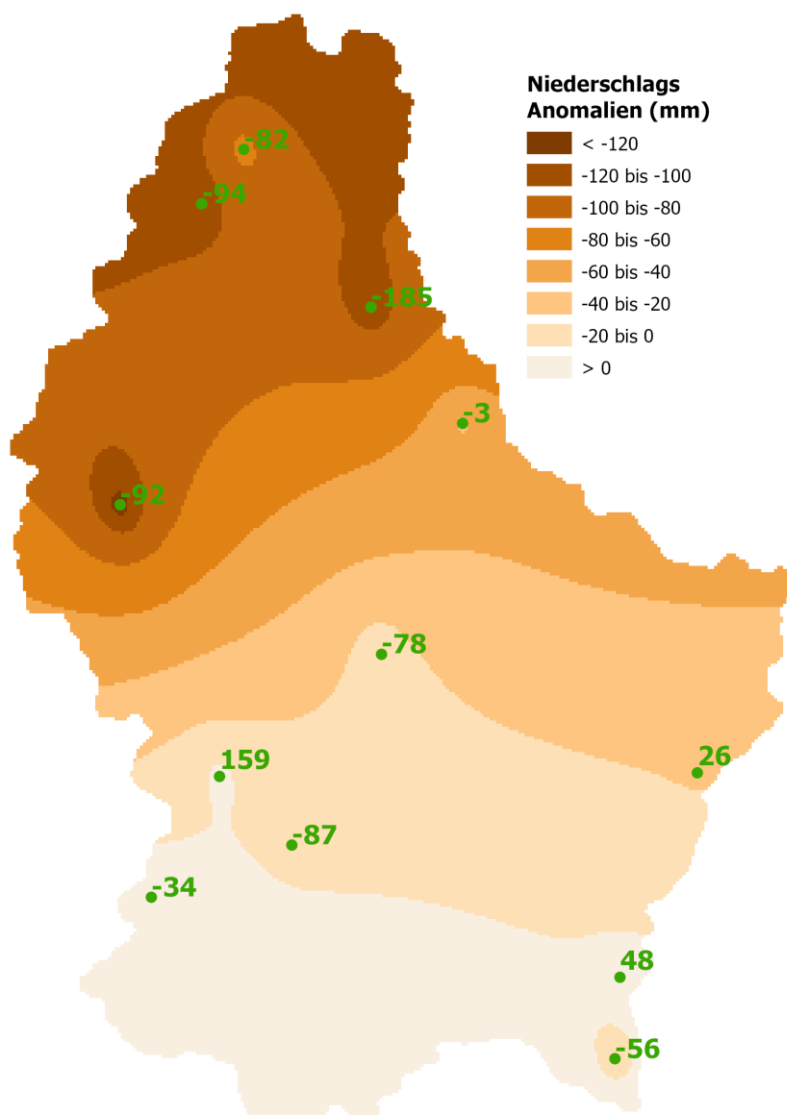 Niederschlags
Anomalien (mm)
< -120
-120 bis -100
-100 bis -80
-80 bis -60
-60 bis -40
-40 bis -20
-20 bis 0
> 0
-82
-94
-185
-3
-92
-78
159
26
-87
-34
48
-56